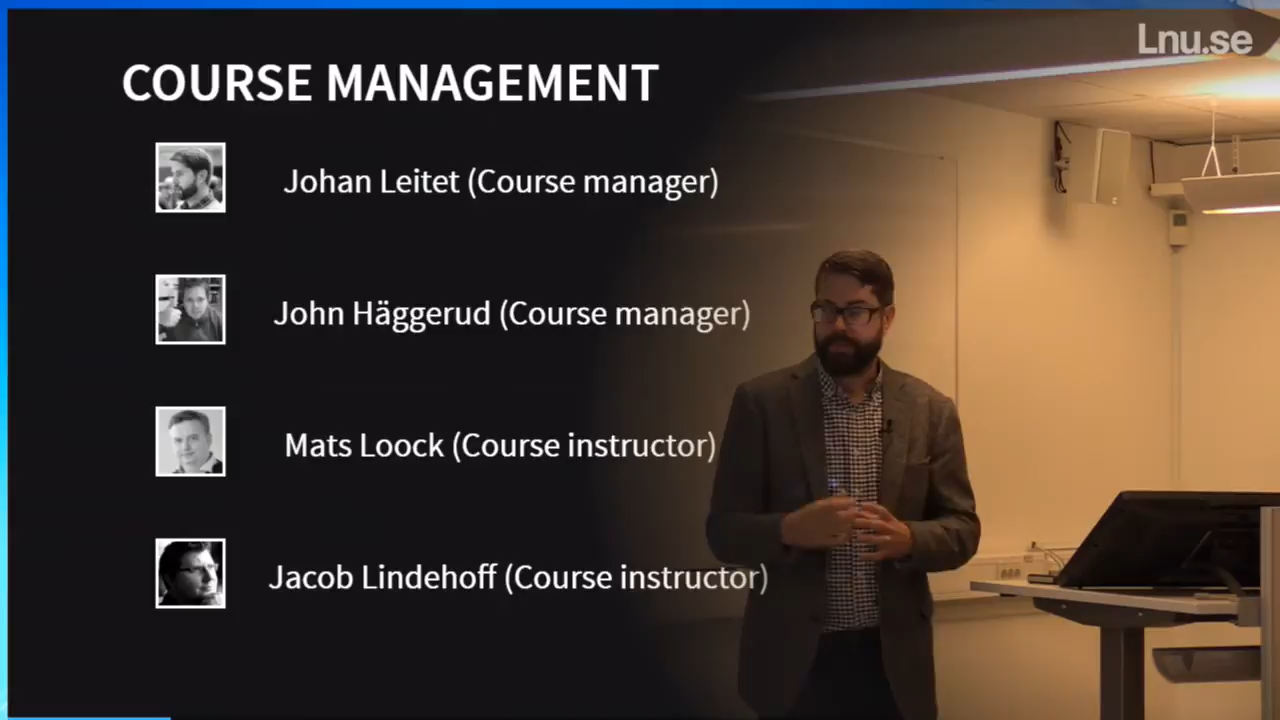 Lnu.se
COURSE MANAGEMENT
Johan Leitet (Course manager)
John Häggerud (Course manager)
Mats Loock (Course instructor)
Jacob Lindehoff (Course instructor)